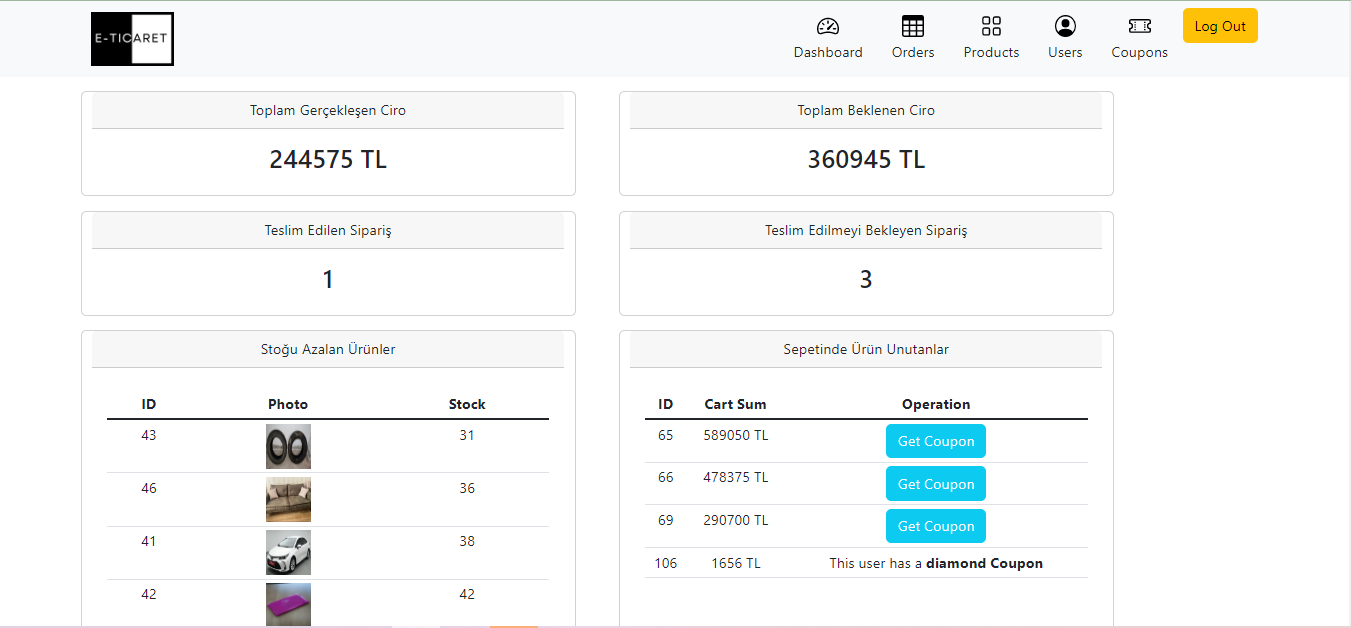 E-TICARET
Dashboard
Orders
Products
Users
Coupons
Log Out
Toplam Gerçekleşen Ciro
244575 TL
Toplam Beklenen Ciro
360945 TL
Teslim Edilen Sipariş
1
Teslim Edilmeyi Bekleyen Sipariş
3
Stoğu Azalan Ürünler
ID Photo Stock
43 31
46 36
41 38
42 42
Sepetinde Ürün Unutanlar
ID Cart Sum Operation
65 589050 TL Get Coupon
66 478375 TL Get Coupon
69 290700 TL Get Coupon
106 1656 TL This user has a diamond Coupon